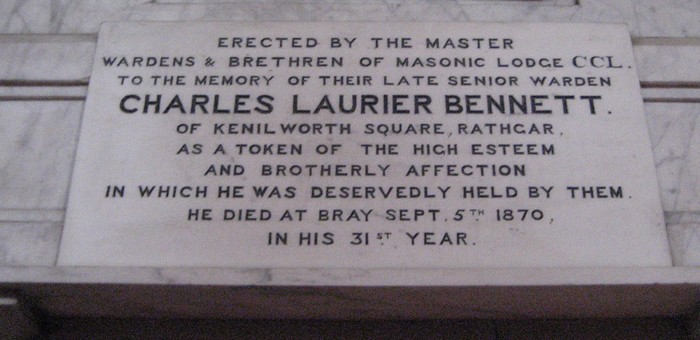 ERECTED BY THE MASTER
WARDENS & BRETHREN OF MASONIC LODGE CCL.
TO THE MEMORY OF THEIR LATE SENIOR WARDEN
CHARLES LAURIER BENNETT.
OF KENILWORTH SQUARE, RATHGAR,
AS A TOKEN OF THE HIGH ESTEEM
AND BROTHERLY AFFECTION
IN WHICH HE WAS DESERVEDLY HELD BY THEM.
HE DIED AT BRAY SEPT. 5TH 1870,
IN HIS 31ST YEAR.